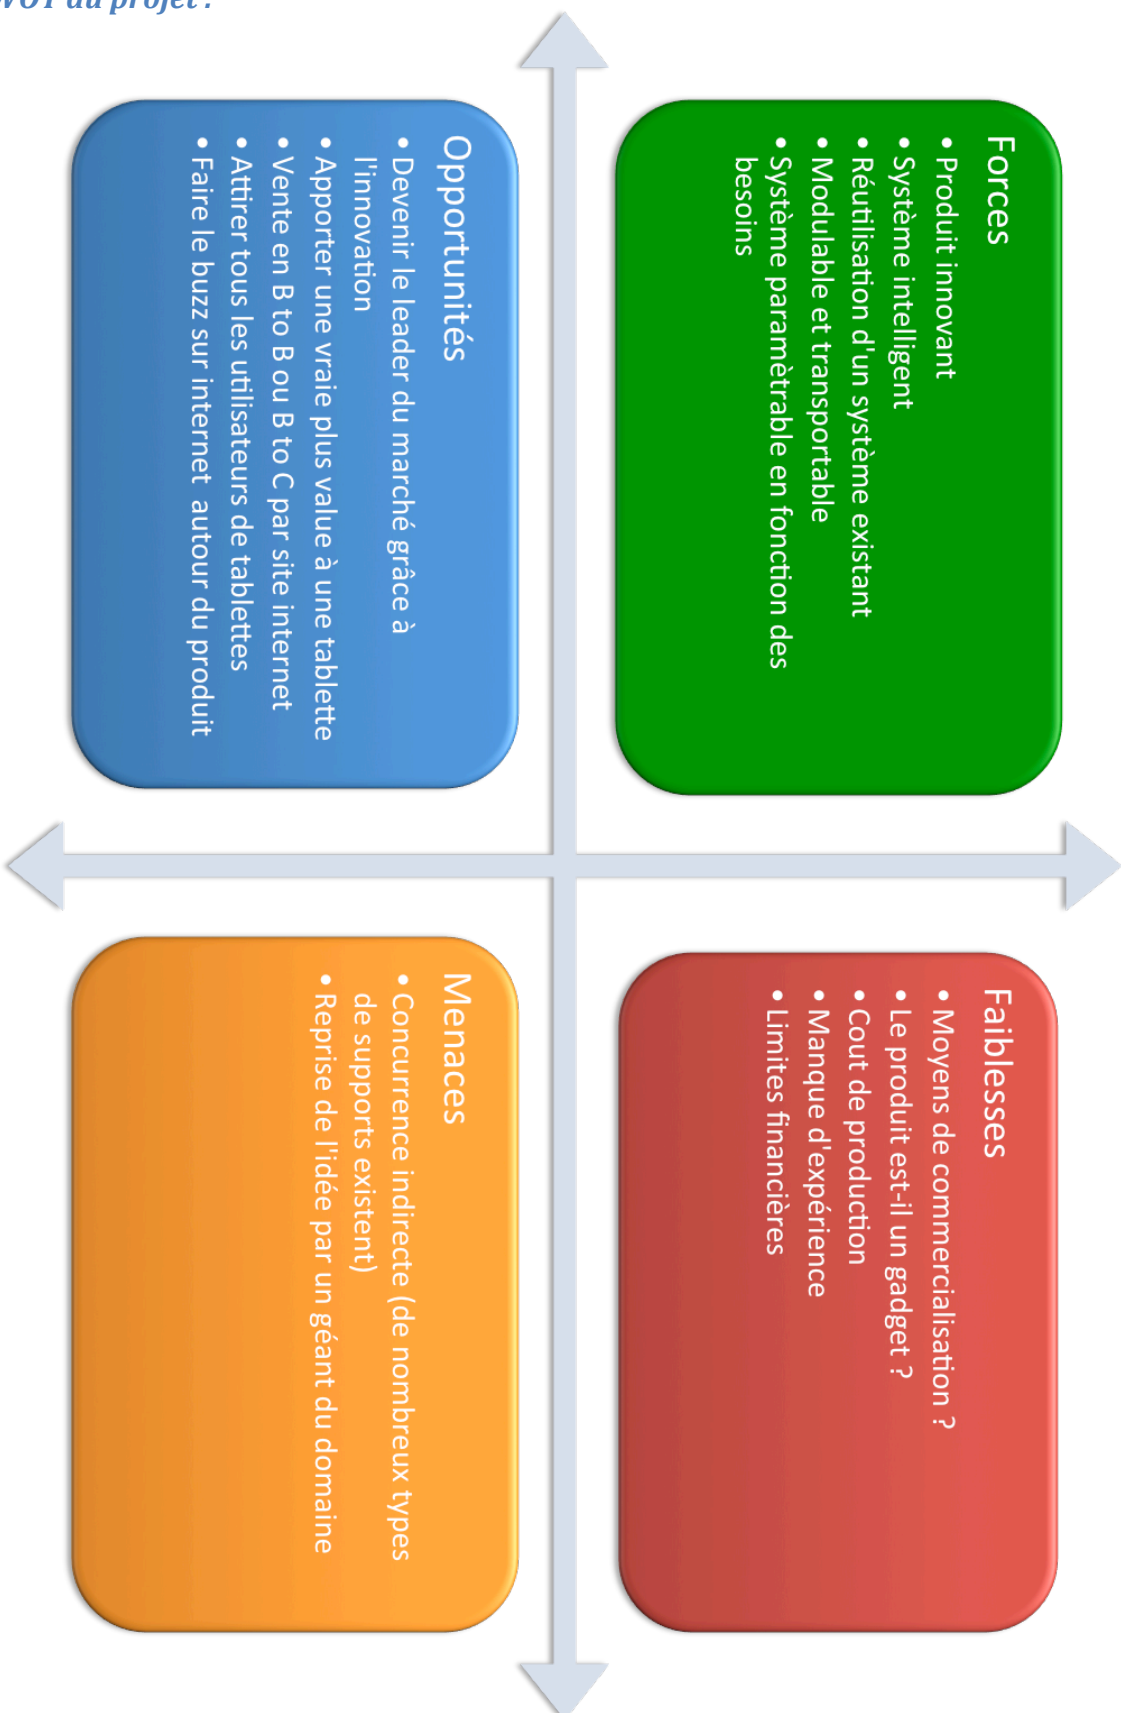 WOT du projet :
Forces
• Produit innovant
• Système intelligent
• Réutilisation d'un système existant
• Modulable et transportable
• Système paramètrable en fonction des
besoins
Faiblesses
• Moyens de commercialisation ?
• Le produit est-il un gadget ?
• Cout de production
• Manque d'expérience
• Limites financières
Opportunités
• Devenir le leader du marché grâce à
l'innovation
• Apporter une vraie plus value à une tablette
• Vente en B to B ou B to C par site internet
• Attirer tous les utilisateurs de tablettes
• Faire le buzz sur internet autour du produit
Menaces
• Concurrence indirecte (de nombreux types
de supports existent)
• Reprise de l'idée par un géant du domaine